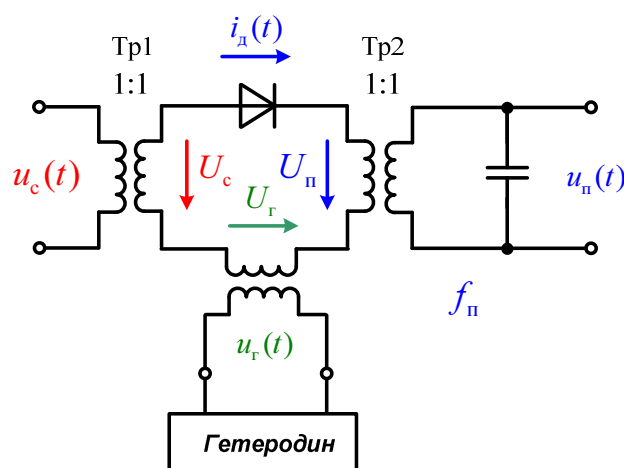 i_д(t)
Тр1
1:1
Тр2
1:1
u_с(t)
U_с
U_п
u_п(t)
U_г
f_п
u_г(t)
Гетеродин